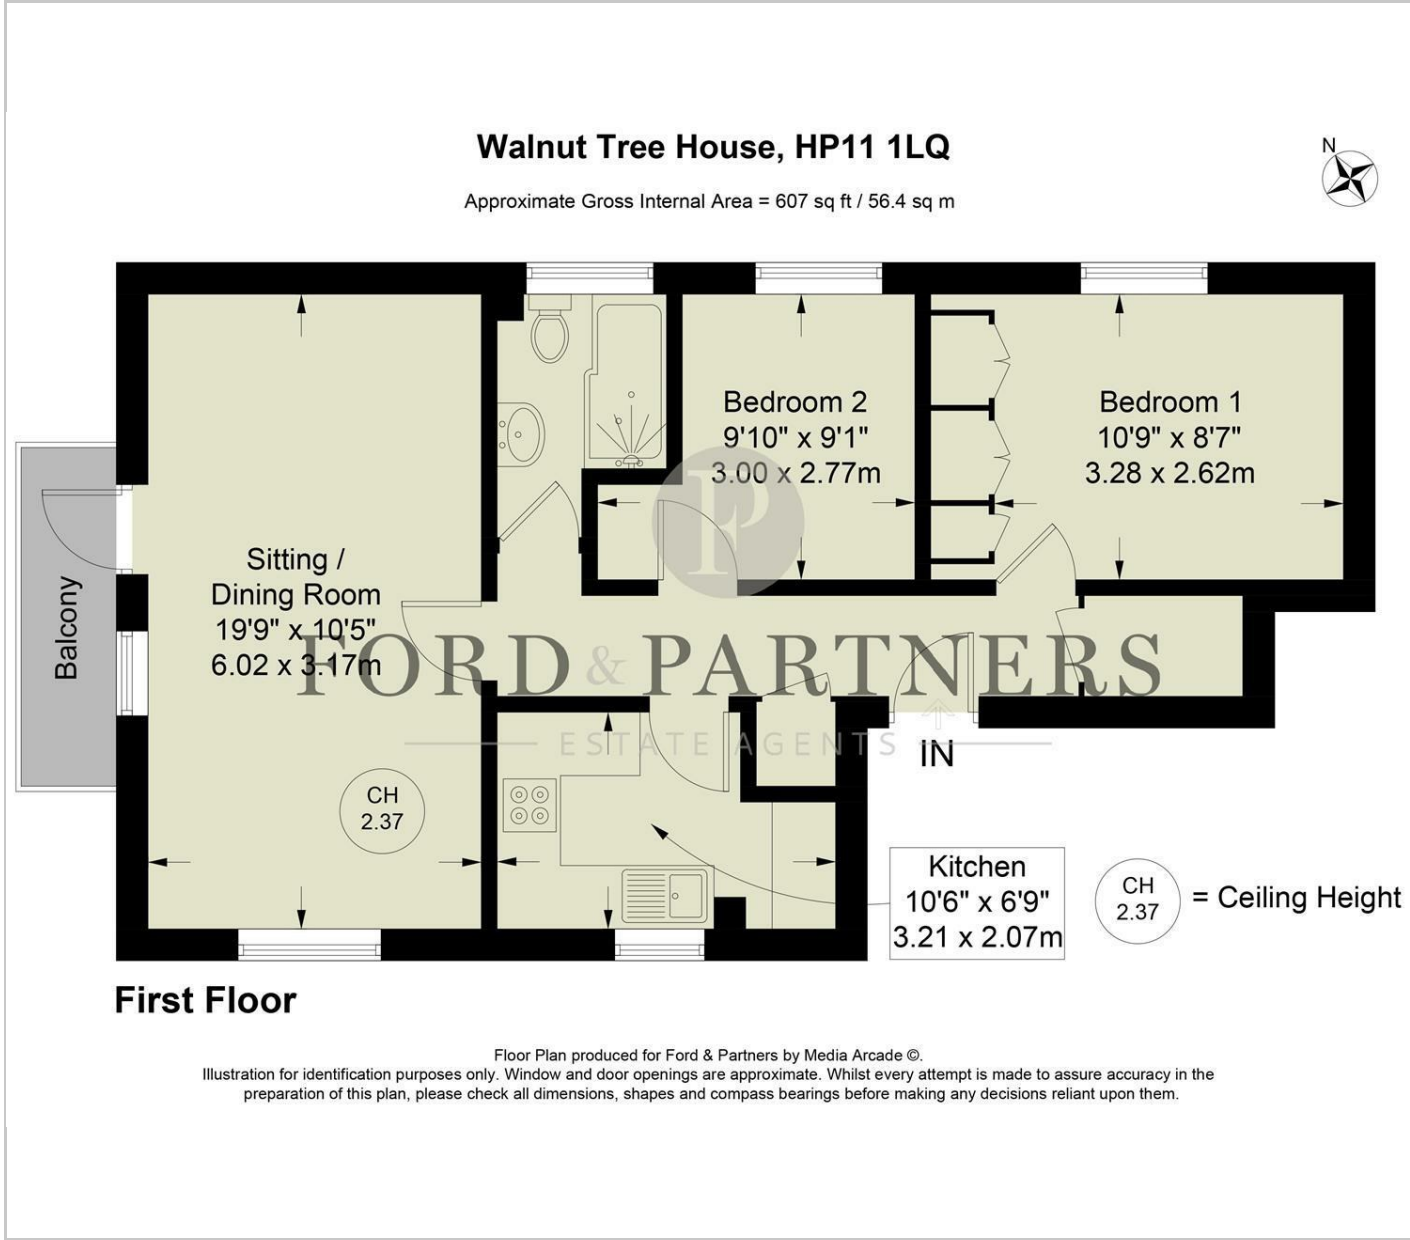 Walnut Tree House, HP11 1LQ
Approximate Gross Internal Area = 607 sq ft / 56.4 sq m
N
Bedroom 2
9'10" x 9'1"
3.00 x 2.77m
Bedroom 1
10'9" x 8'7"
3.28 x 2.62m
Sitting /
Dining Room
19'9" x 10'5"
6.02 x 3.17m
Balcony
FORD & PARTNERS
ESTATE AGENTS
IN
CH
2.37
Kitchen
10'6" x 6'9"
3.21 x 2.07m
CH
2.37
= Ceiling Height
First Floor
Floor Plan produced for Ford & Partners by Media Arcade ©.
Illustration for identification purposes only. Window and door openings are approximate. Whilst every attempt is made to assure accuracy in the
preparation of this plan, please check all dimensions, shapes and compass bearings before making any decisions reliant upon them.